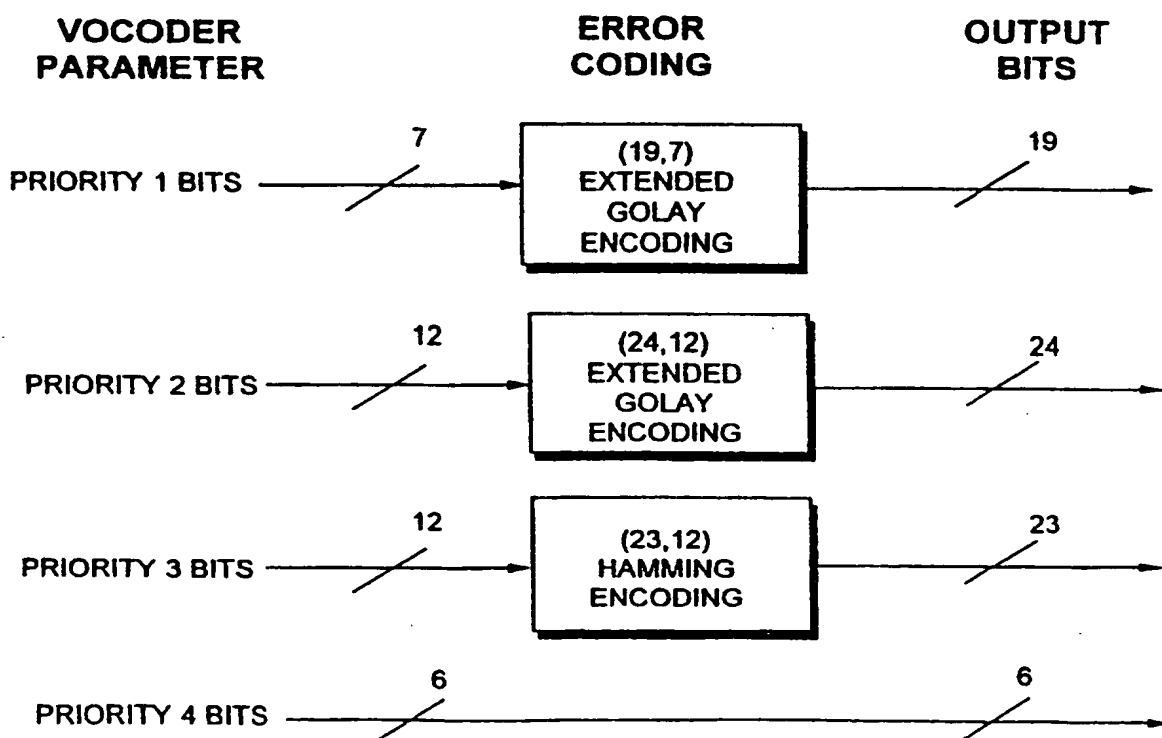 VOCODER
PARAMETER
ERROR
CODING
OUTPUT
BITS
PRIORITY 1 BITS
7
(19,7)
EXTENDED
GOLAY
ENCODING
19
PRIORITY 2 BITS
12
(24,12)
EXTENDED
GOLAY
ENCODING
24
PRIORITY 3 BITS
12
(23,12)
HAMMING
ENCODING
23
PRIORITY 4 BITS
6
6